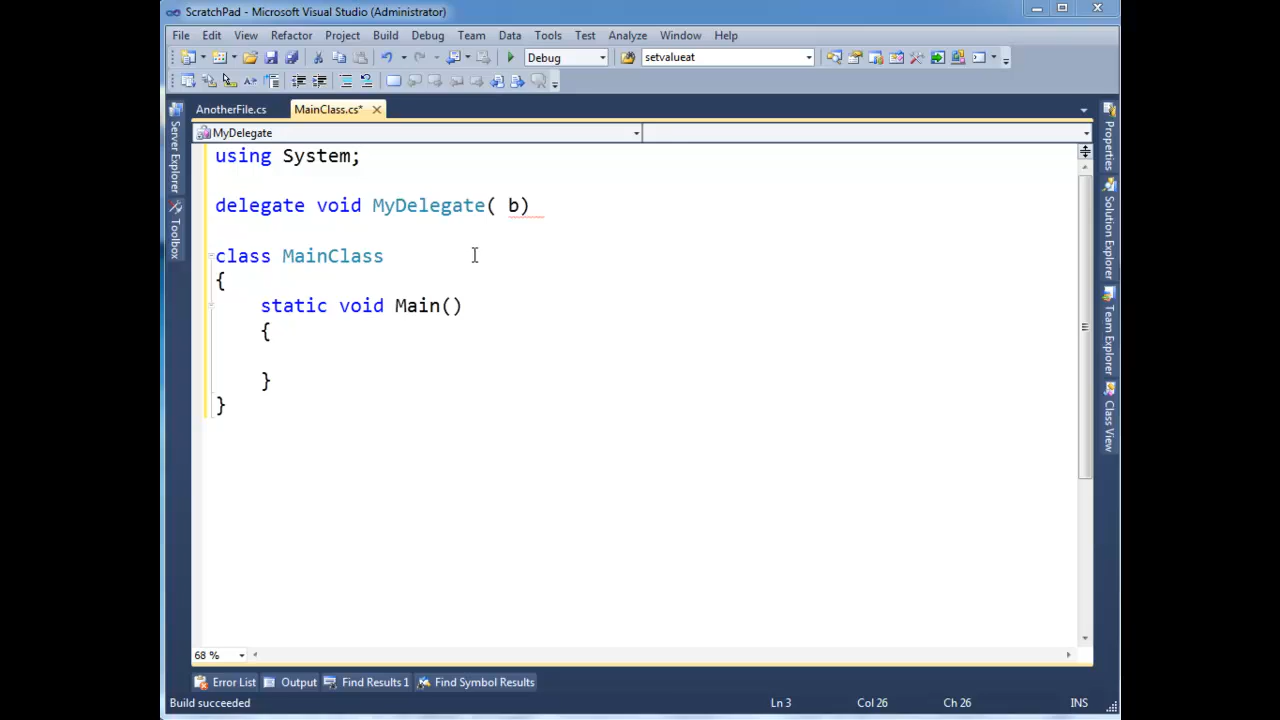 ScratchPad - Microsoft Visual Studio (Administrator)
File Edit View Refactor Project Build Debug Team Data Tools Test Analyze Window Help
Debug setvalueat
AnotherFile.cs MainClass.cs*
MyDelegate
using System;
delegate void MyDelegate( b)
class MainClass
{
static void Main()
{
}
}
Server Explorer
Toolbox
Properties
Solution Explorer
Team Explorer
Class View
68 %
Error List Output Find Results 1 Find Symbol Results
Build succeeded Ln 3 Col 26 Ch 26 INS